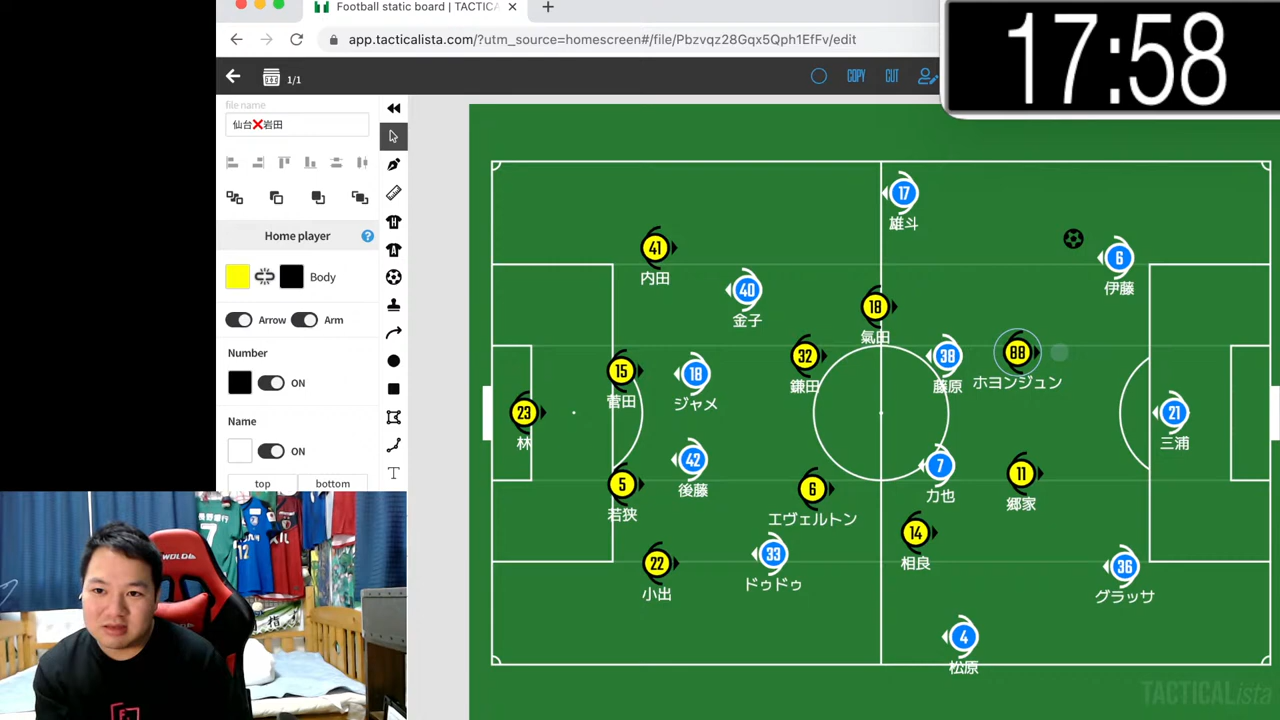 Football static board | TACTICA
17:58
app.tacticalista.com/?utm_source=homescreen#/file/Pbzvqz28Gqx5Qph1EfFv/edit
1/1
COPY
CUT
file name
仙台❌岩田
Home player
?
Body
Arrow
Arm
Number
ON
Name
ON
top
bottom
H
A
T
17
雄斗
41
内田
6
伊藤
40
金子
18
氣田
32
鎌田
38
藤原
88
ホヨンジュン
15
菅田
18
ジャメ
23
林
21
三浦
42
後藤
7
力也
11
郷家
5
若狭
6
エヴェルトン
14
相良
22
小出
33
ドゥドゥ
36
グラッサ
4
松原
TACTICALista